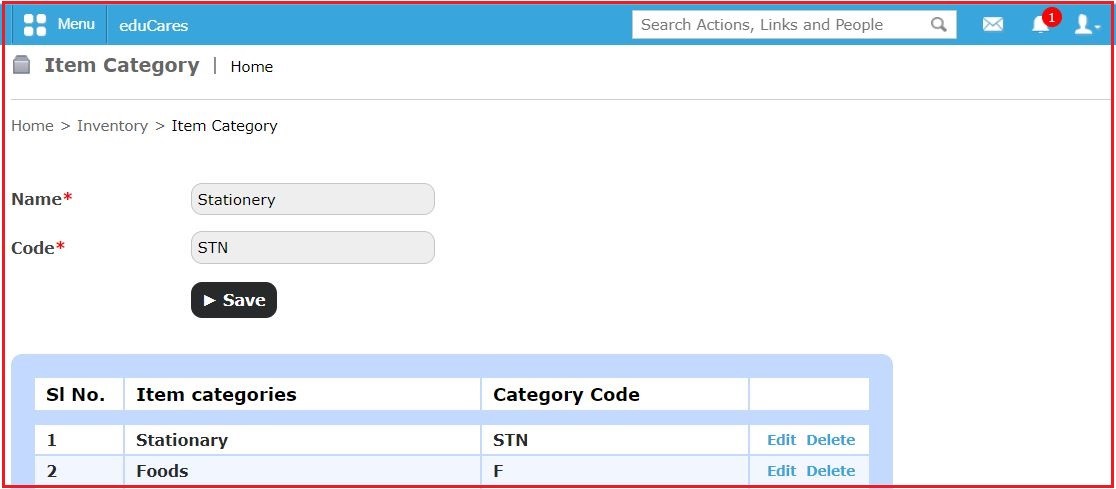 Menu eduCares Search Actions, Links and People 1
Item Category | Home
Home > Inventory > Item Category
Name* Stationery
Code* STN
► Save
Sl No. Item categories Category Code
1 Stationary STN Edit Delete
2 Foods F Edit Delete